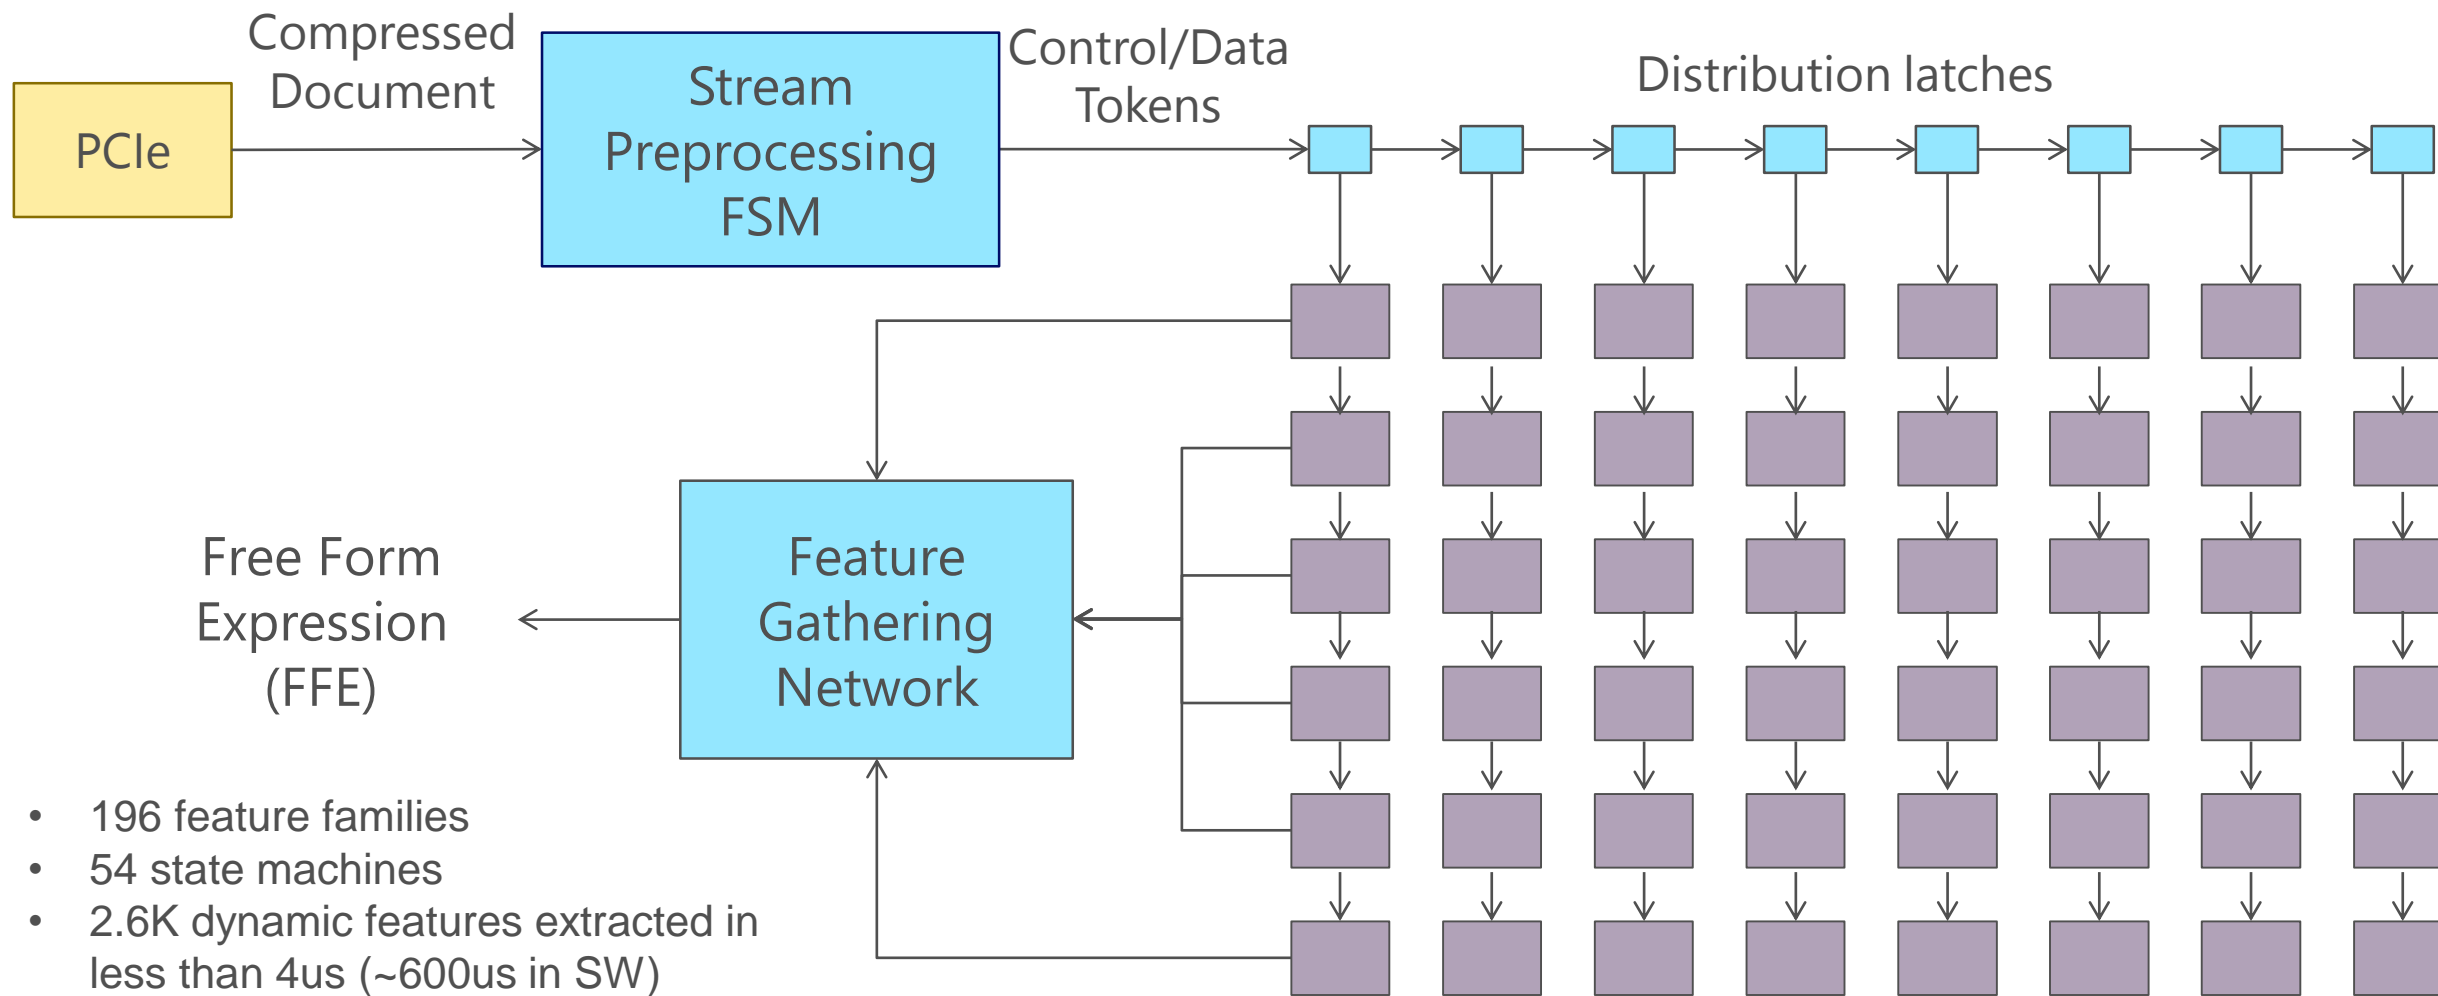 Compressed
Document
PCIe
Stream
Preprocessing
FSM
Control/Data
Tokens
Distribution latches
Free Form
Expression
(FFE)
Feature
Gathering
Network
• 196 feature families
• 54 state machines
• 2.6K dynamic features extracted in
less than 4us (~600us in SW)